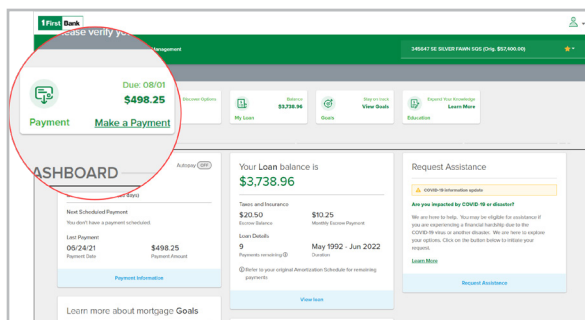 1First Bank
ease verify yo
Management
345647 SE SILVER FAWN SGS (Orig. $57,400.00)
Due: 08/01
$498.25
Payment
Make a Payment
Discover Options
Balance
$3,738.96
My Loan
Stay on track
View Goals
Goals
Expand Your Knowledge
Learn More
Education
ASHBOARD
Autopay OFF
days)
Next Scheduled Payment
You don't have a payment scheduled
Last Payment
06/24/21
$498.25
Payment Date
Payment Amount
Payment Information
Your Loan balance is
$3,738.96
Taxes and Insurance
$20.50
$10.25
Escrow Balance
Monthly Escrow Payment
Loan Details
9
May 1992 - Jun 2022
Payments remaining
Duration
Refer to your original Amortization Schedule for remaining
payments
View loan
Request Assistance
COVID-19 information update
Are you impacted by COVID-19 or disaster?
We are here to help. You may be eligible for assistance if
you are experiencing a financial hardship due to the
COVID-19 virus or another disaster. We are here to explore
your options. Click on the button below to initiate your
request.
Learn More
Request Assistance
Learn more about mortgage Goals